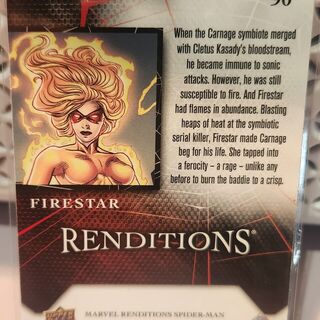 90
When the Carnage symbiote merged
with Cletus Kasady's bloodstream,
he became immune to sonic
attacks. However, he was still
susceptible to fire. And Firestar
had flames in abundance. Blasting
heaps of heat at the symbiotic
serial killer, Firestar made Carnage
beg for his life. She tapped into
a ferocity – a rage – unlike any
before to burn the baddie to a crisp.
FIRESTAR
RENDITIONS®
UPPER DECK
MARVEL RENDITIONS SPIDER-MAN